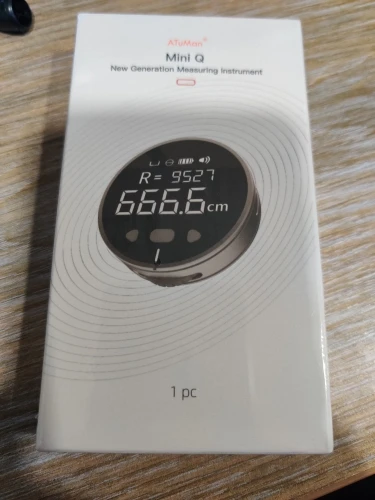 ATuMan
Mini Q
New Generation Measuring Instrument
R= 9527
666.6cm
1 pc